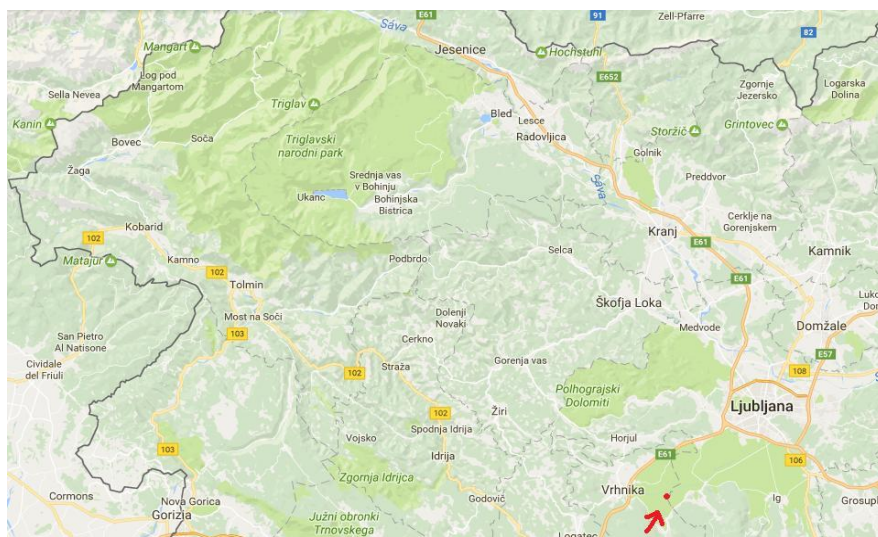 E61
91
Zell-Pfarre
Sáva
82
Mangart
Jesenice
Hochstuhl
E652
Log pod
Mangartom
Zgornje
Jezersko
Logarska
Dolina
Sella Nevea
Triglav
Bled
Lesce
Kanin
Storžič
Grintovec
Radovljica
Bovec
Soča
Triglavski
narodni park
Golnik
Žaga
Srednja vas
v Bohinju
Preddvor
Sáva
Ukanc
Bohinjska
Bistrica
Cerklje na
Gorenjskem
Kobarid
Kranj
102
E61
Selca
Kamnik
Matajur
Kamno
Podbrdo
102
E61
Tolmin
Škofja Loka
Most na Soči
Dolenji
Novaki
Medvode
Domžale
103
San Pietro
Al Natisone
Cerkno
E57
Cividale
del Friuli
Straža
Gorenja vas
102
108
Polhograjski
Dolomiti
Ljubljana
102
Žiri
Spodnja Idrija
Vojsko
Horjul
103
Idrija
E61
106
Zgornja Idrijca
Vrhnika
Cormons
Nova Gorica
Godovič
Ig
Gorizia
Južni obronki
Trnovskega